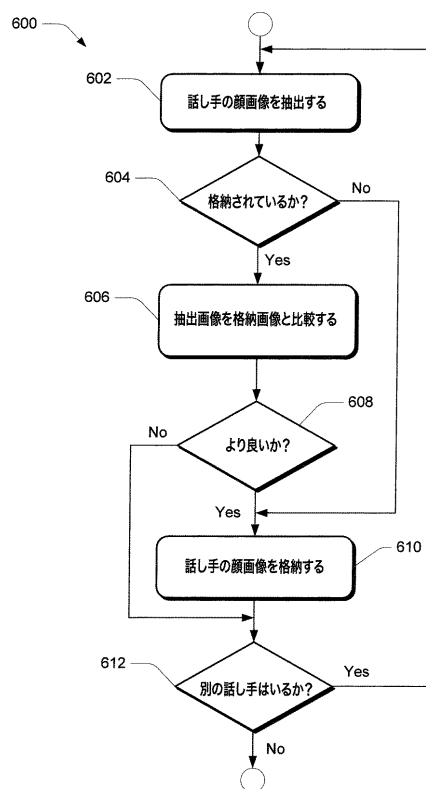 600
602
話し手の顔画像を抽出する
604
格納されているか?
No
Yes
606
抽出画像を格納画像と比較する
608
No
より良いか?
Yes
610
話し手の顔画像を格納する
612
別の話し手はいるか?
Yes
No